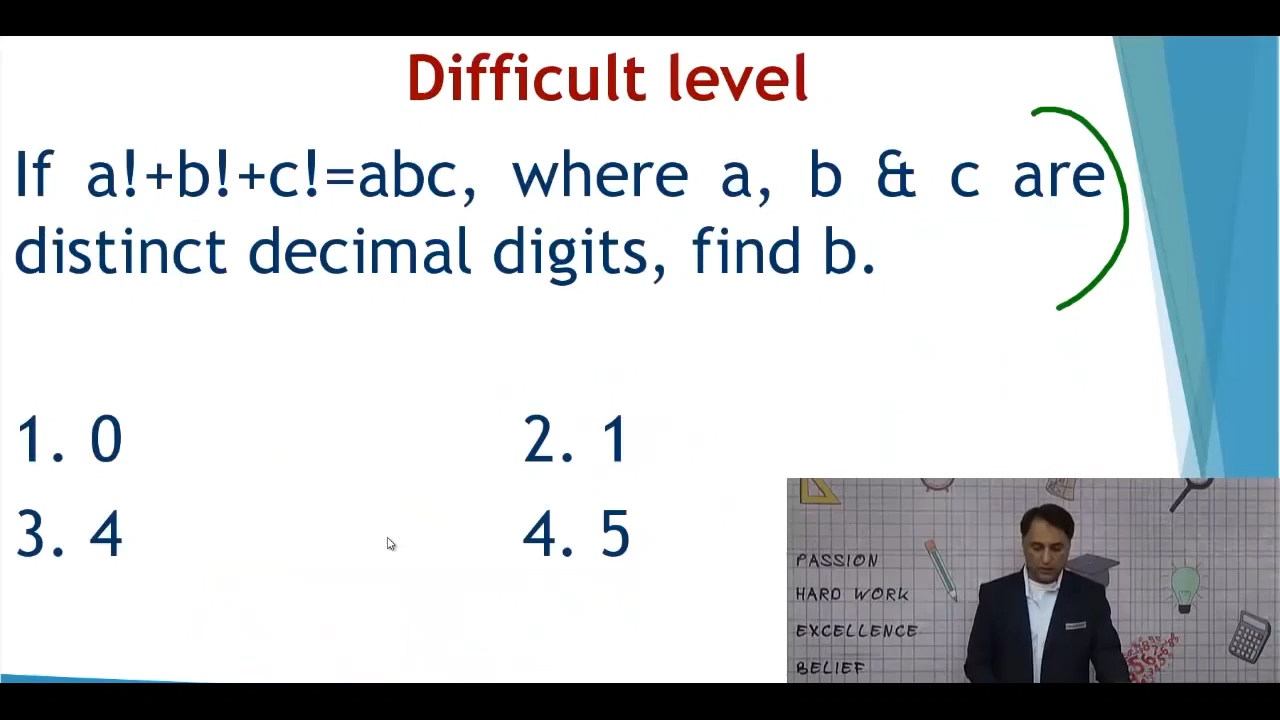 Difficult level
If a!+b!+c!=abc, where a, b & c are
distinct decimal digits, find b.
1. 0
2. 1
3. 4
4. 5
PASSION
HARD WORK
EXCELLENCE
BELIEF